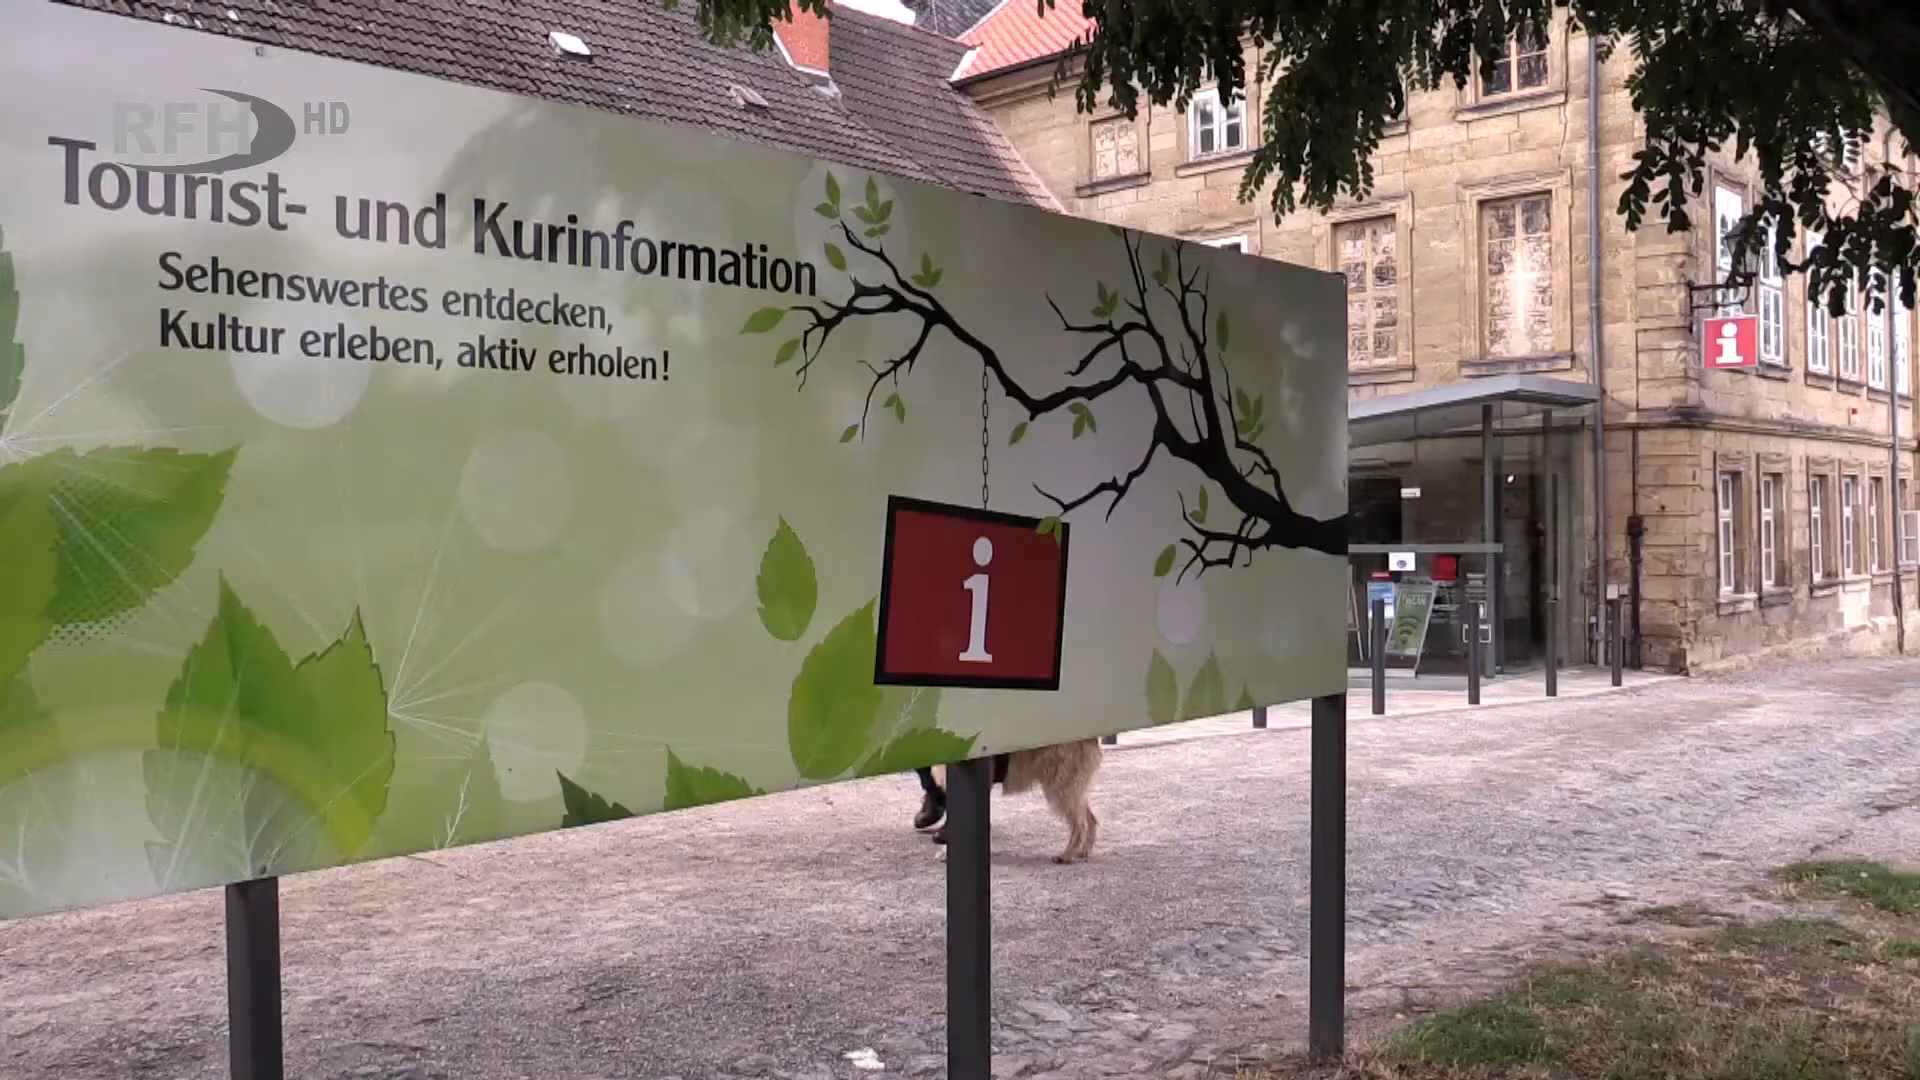 RFH HD
Tourist- und Kurinformation
Sehenswertes entdecken,
Kultur erleben, aktiv erholen!
i
i